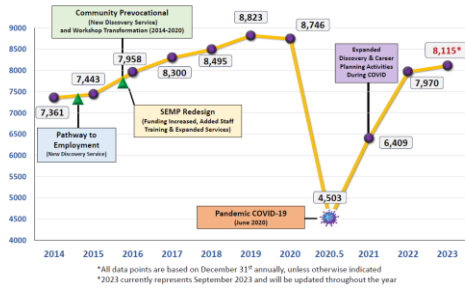 Community Prevocational
(New Discovery Service)
and Workshop Transformation (2014-2020)
9000
8500
8000
7500
7000
6500
6000
5500
5000
4500
4000
7,361
7,443
7,958
8,300
8,495
8,823
8,746
4,503
6,409
7,970
8,115*
Expanded
Discovery & Career
Planning Activities
During COVID
SEMP Redesign
(Funding Increased, Added Staff
Training & Expanded Services)
Pathway to
Employment
(New Discovery Service)
Pandemic COVID-19
(June 2020)
2014 2015 2016 2017 2018 2019 2020 2020.5 2021 2022 2023
*All data points are based on December 31st annually, unless otherwise indicated
*2023 currently represents September 2023 and will be updated throughout the year